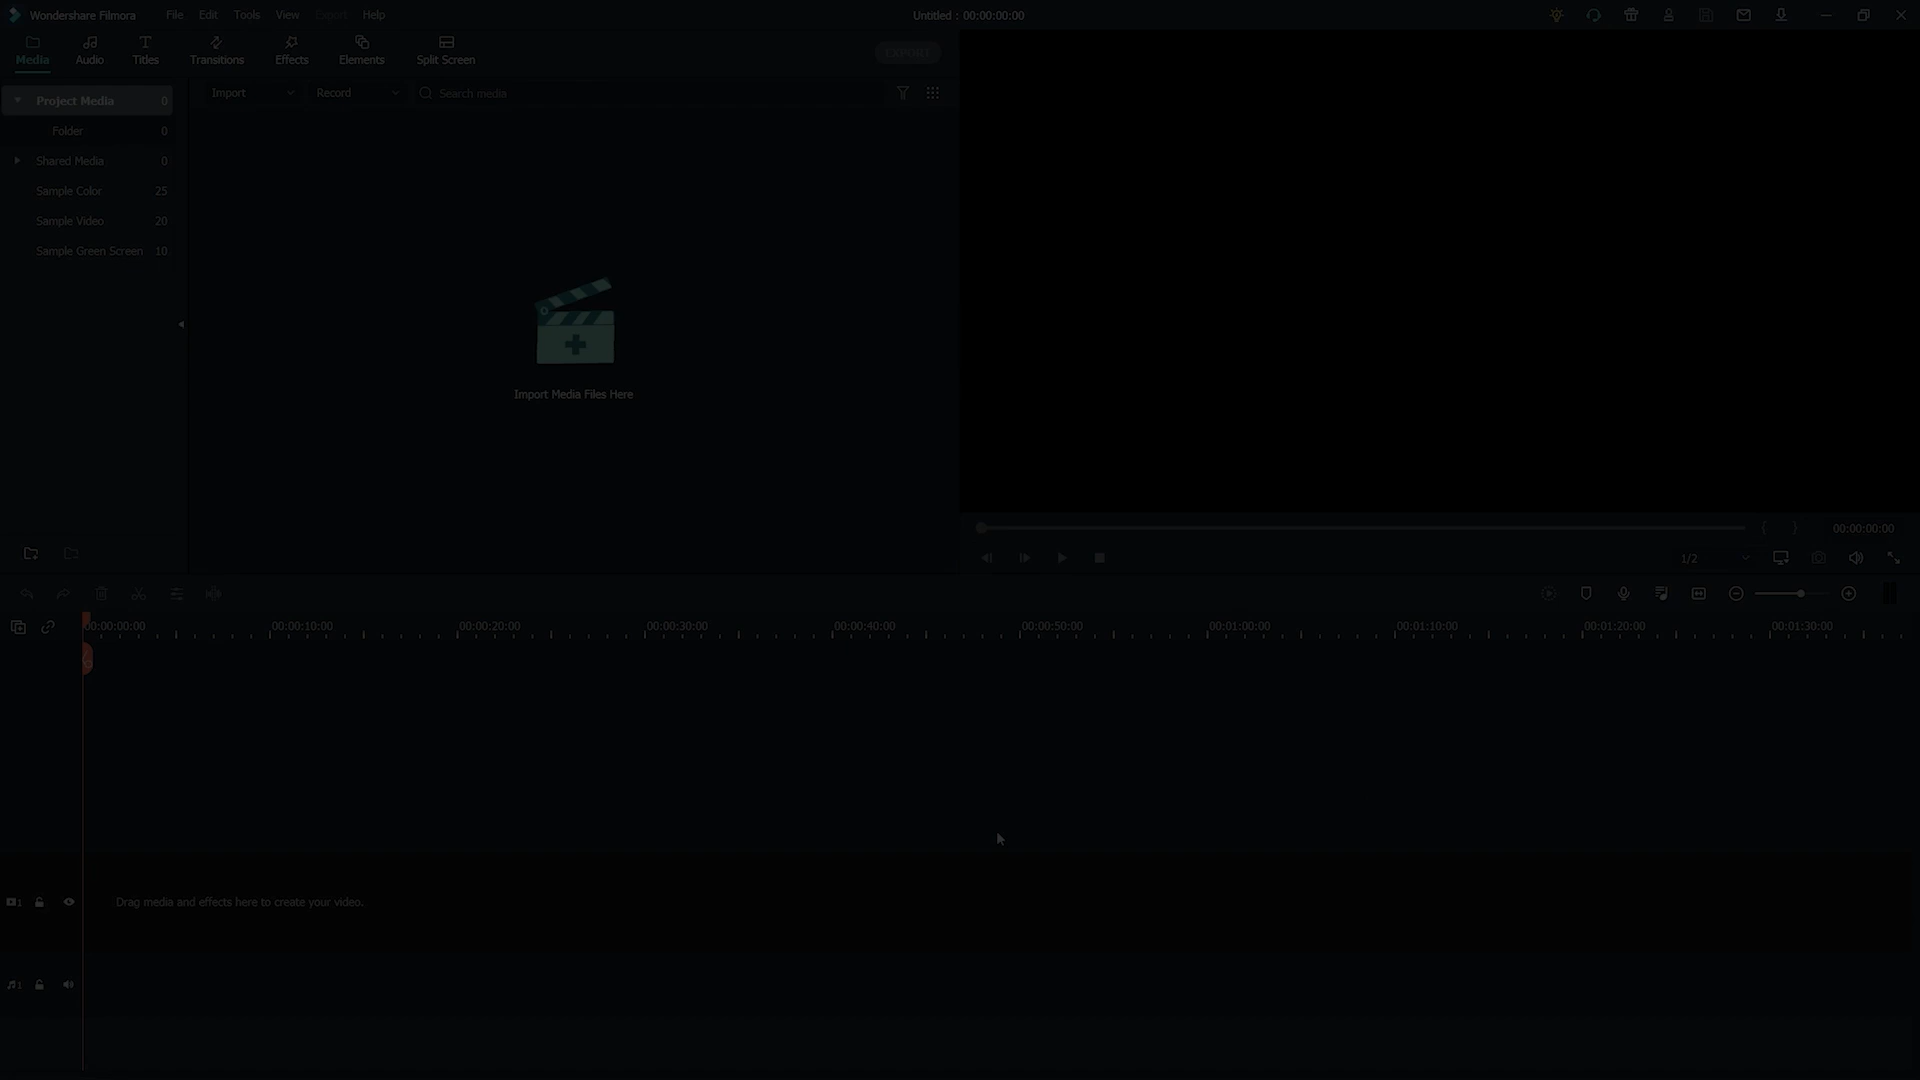 Wondershare Filmora File Edit Tools View Export Help Untitled : 00:00:00:00
Media Audio Titles Transitions Effects Elements Split Screen EXPORT
Import Record Search media
Project Media 0
Folder 0
Shared Media 0
Sample Color 25
Sample Video 20
Sample Green Screen 10
Import Media Files Here
{ } 00:00:00:00
1/2
00:00:00:00 00:00:10:00 00:00:20:00 00:00:30:00 00:00:40:00 00:00:50:00 00:01:00:00 00:01:10:00 00:01:20:00 00:01:30:00
1 Drag media and effects here to create your video.
1